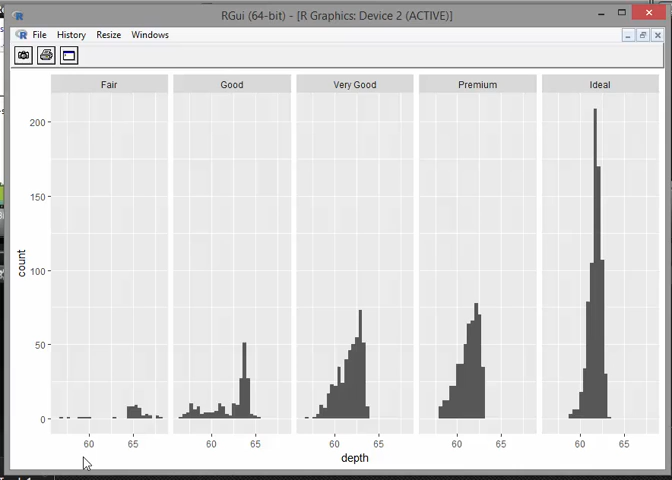 RGui (64-bit) - [R Graphics: Device 2 (ACTIVE)]
File History Resize Windows
Fair Good Very Good Premium Ideal
200
150
100
50
0
count
60 65 60 65 60 65 60 65 60 65
depth